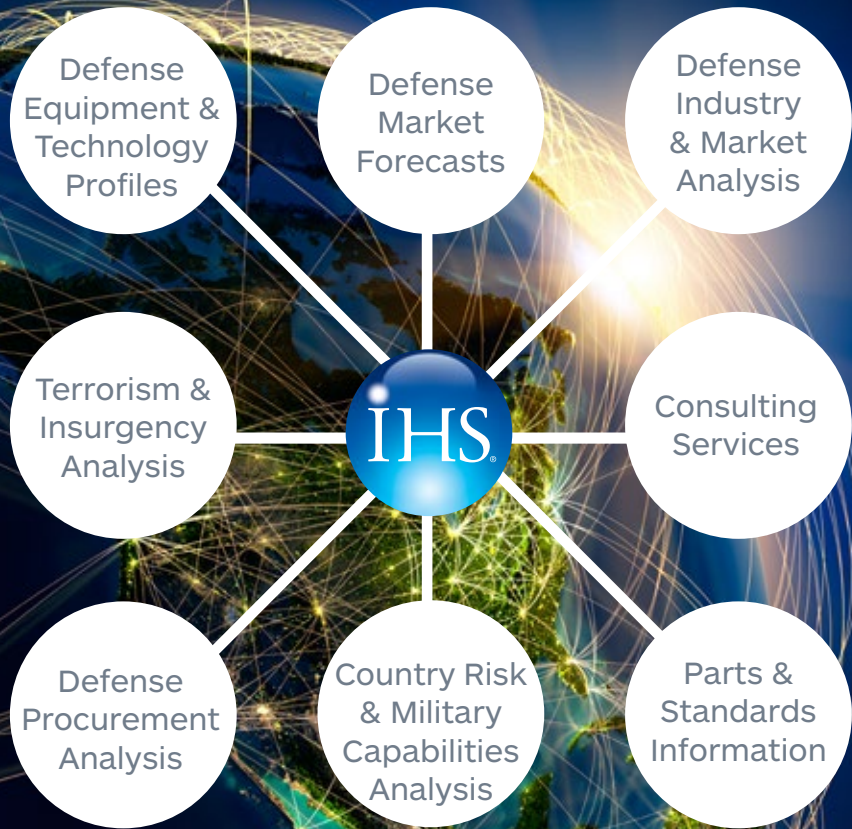 Defense
Equipment &
Technology
Profiles
Defense
Market
Forecasts
Defense
Industry
& Market
Analysis
Terrorism &
Insurgency
Analysis
IHS®
Consulting
Services
Defense
Procurement
Analysis
Country Risk
& Military
Capabilities
Analysis
Parts &
Standards
Information